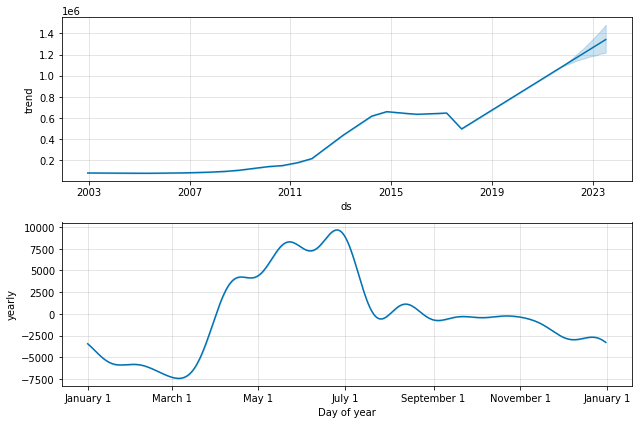 1e6
1.4
1.2
1.0
0.8
0.6
0.4
0.2
trend
2003 2007 2011 2015 2019 2023
ds
10000
7500
5000
2500
0
−2500
−5000
−7500
yearly
January 1 March 1 May 1 July 1 September 1 November 1 January 1
Day of year